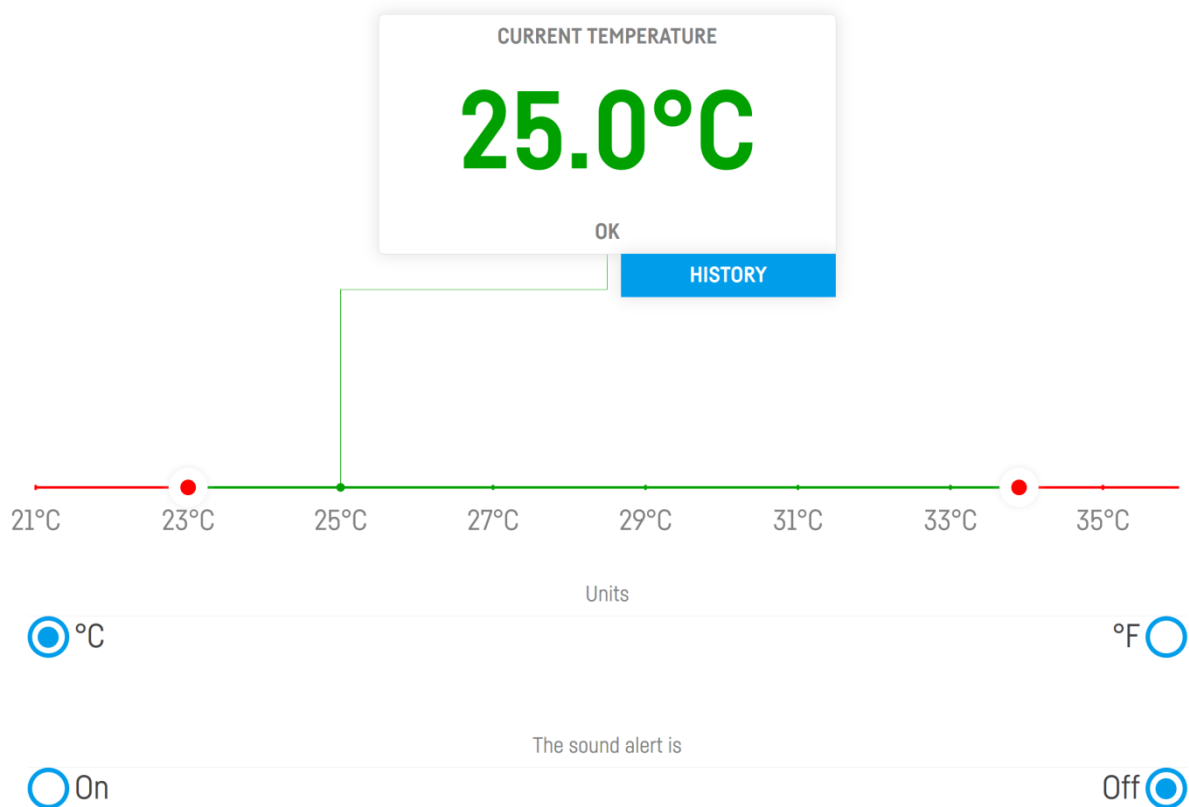 CURRENT TEMPERATURE
25.0°C
OK
HISTORY
21°C 23°C 25°C 27°C 29°C 31°C 33°C 35°C
Units
°C °F
The sound alert is
On Off